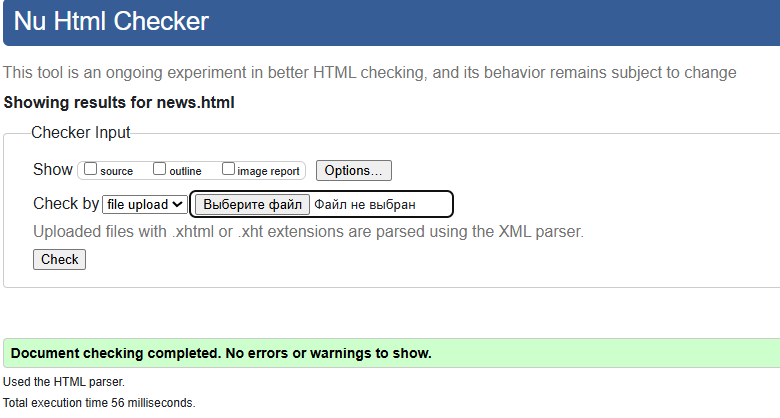 Nu Html Checker
This tool is an ongoing experiment in better HTML checking, and its behavior remains subject to change
Showing results for news.html
Checker Input
Show source outline image report Options...
Check by file upload Выберите файл Файл не выбран
Uploaded files with .xhtml or .xht extensions are parsed using the XML parser.
Check
Document checking completed. No errors or warnings to show.
Used the HTML parser.
Total execution time 56 milliseconds.